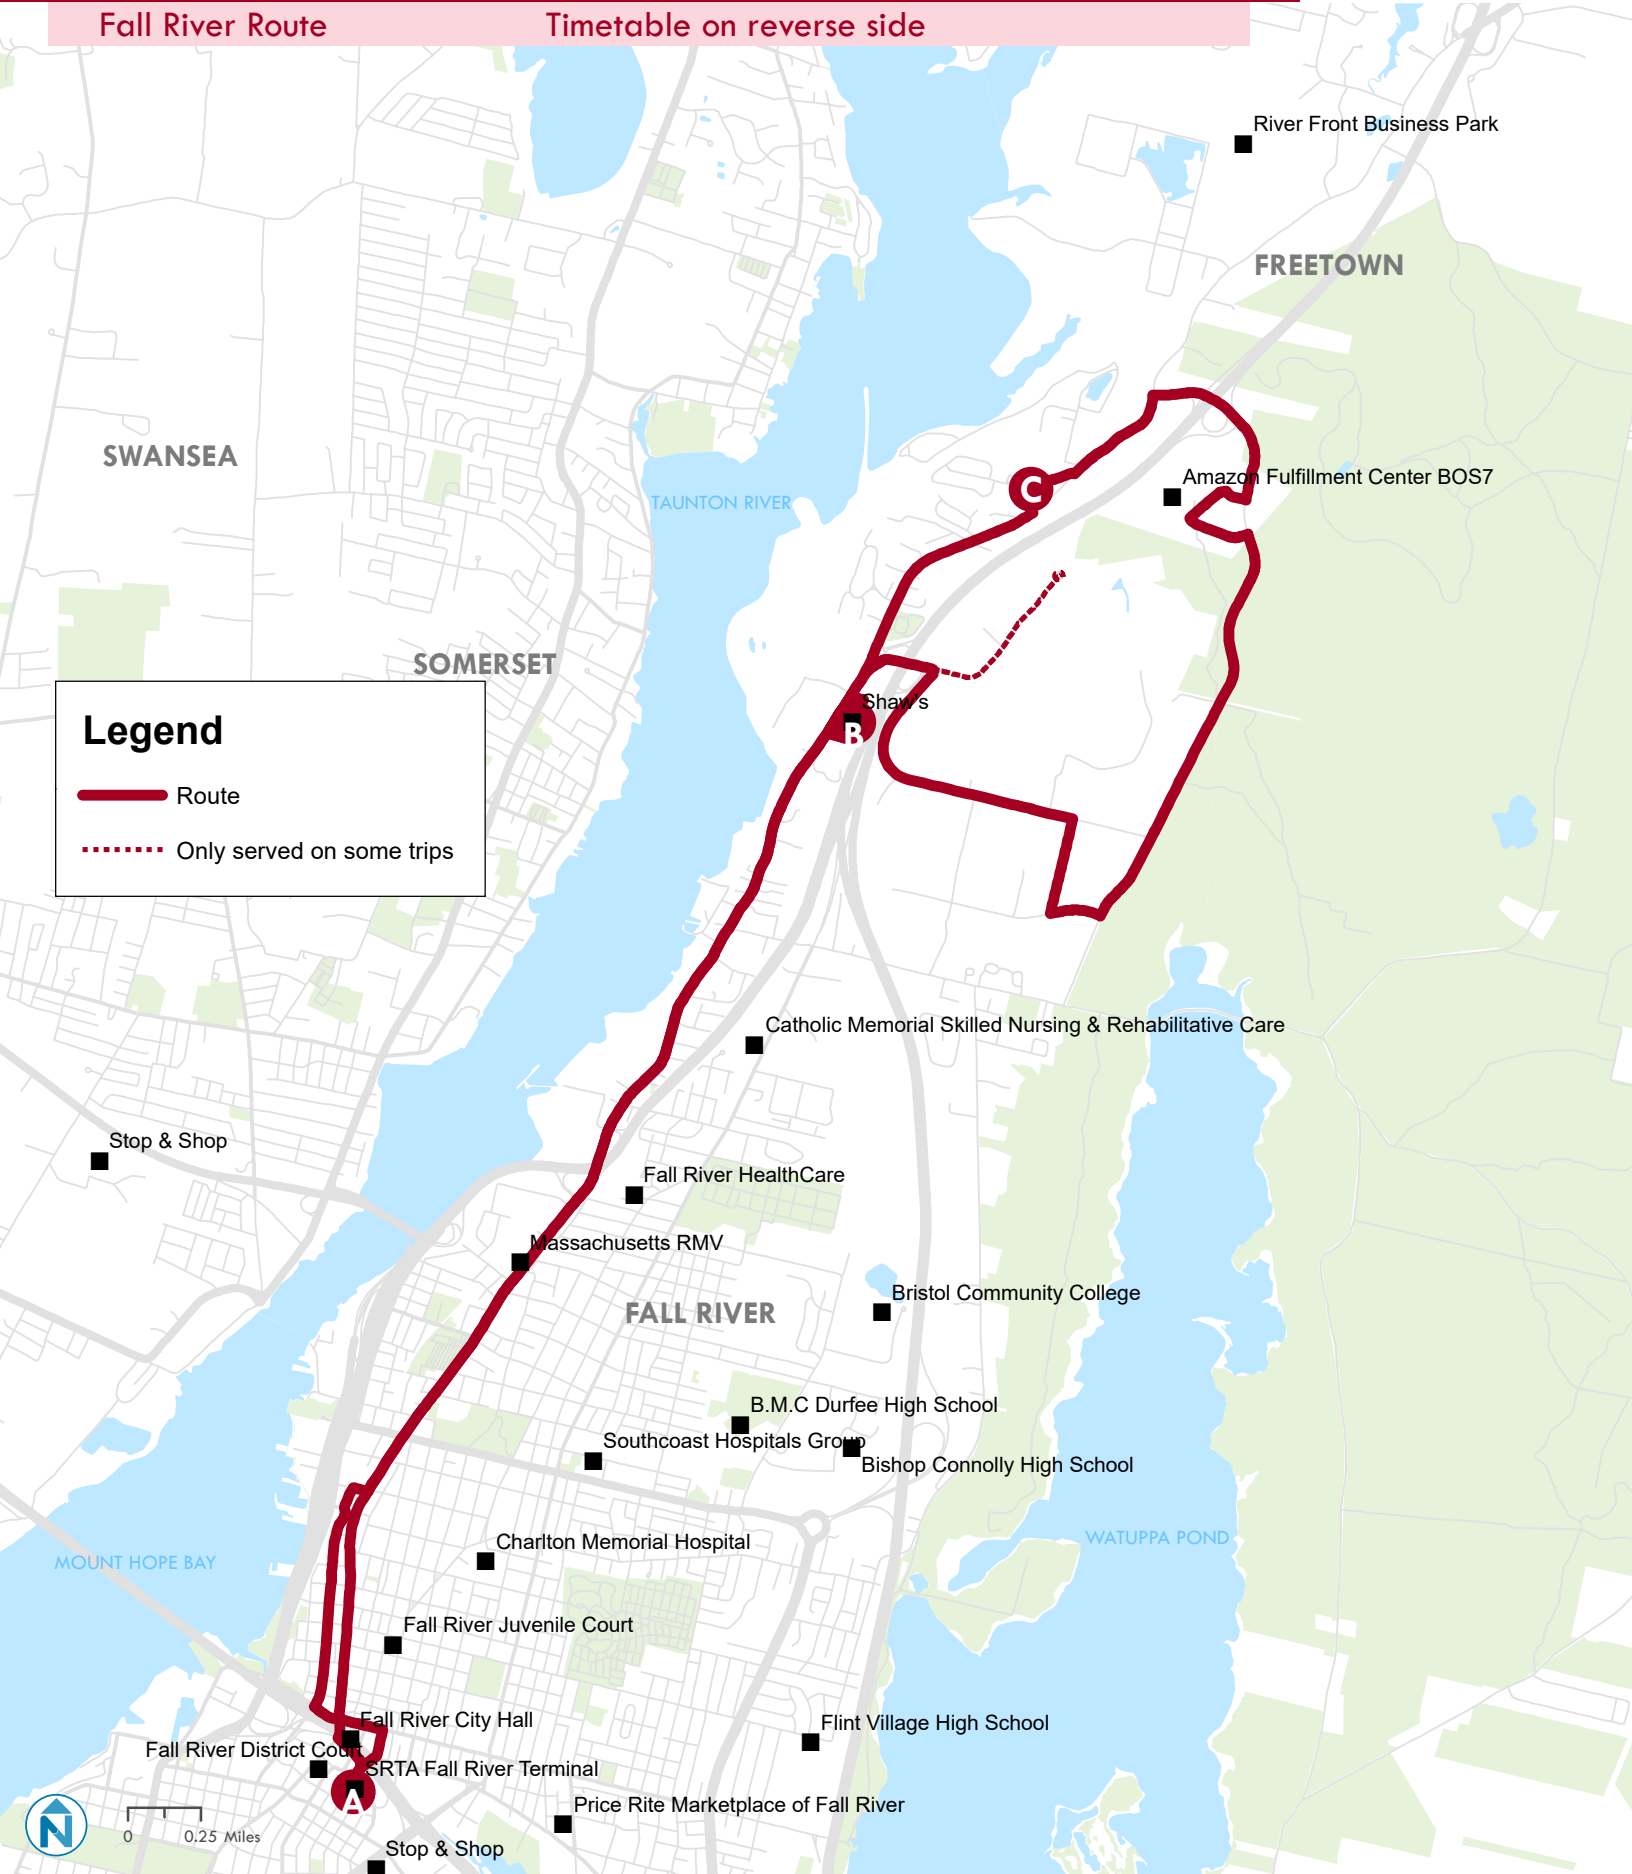 Fall River Route
Timetable on reverse side
River Front Business Park
FREETOWN
SWANSEA
Amazon Fulfillment Center BOS7
C
TAUNTON RIVER
SOMERSET
Shaw's
B
Legend
Route
Only served on some trips
Catholic Memorial Skilled Nursing & Rehabilitative Care
Stop & Shop
Fall River HealthCare
Massachusetts RMV
Bristol Community College
FALL RIVER
B.M.C Durfee High School
Southcoast Hospitals Group
Bishop Connolly High School
Charlton Memorial Hospital
WATUPPA POND
MOUNT HOPE BAY
Fall River Juvenile Court
Fall River City Hall
Flint Village High School
Fall River District Court
SRTA Fall River Terminal
A
Price Rite Marketplace of Fall River
N
0 0.25 Miles
Stop & Shop